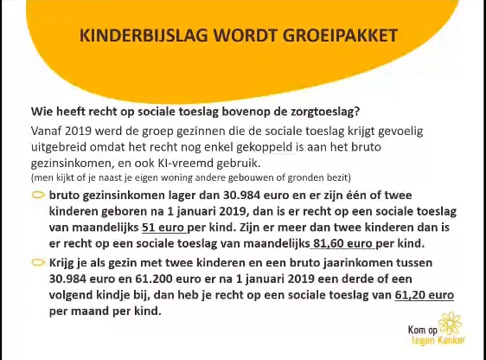 KINDERBIJSLAG WORDT GROEIPAKKET
Wie heeft recht op sociale toeslag bovenop de zorgtoeslag?
Vanaf 2019 werd de groep gezinnen die de sociale toeslag krijgt gevoelig
uitgebreid omdat het recht nog enkel gekoppeld is aan het bruto
gezinsinkomen, en ook KI-vreemd gebruik.
(men kijkt of je naast je eigen woning andere gebouwen of gronden bezit)
bruto gezinsinkomen lager dan 30.984 euro en er zijn één of twee
kinderen geboren na 1 januari 2019, dan is er recht op een sociale toeslag
van maandelijks 51 euro per kind. Zijn er meer dan twee kinderen dan is
er recht op een sociale toeslag van maandelijks 81,60 euro per kind.
Krijg je als gezin met twee kinderen en een bruto jaarinkomen tussen
30.984 euro en 61.200 euro er na 1 januari 2019 een derde of een
volgend kindje bij, dan heb je recht op een sociale toeslag van 61,20 euro
per maand per kind.
Kom op
tegen Kanker